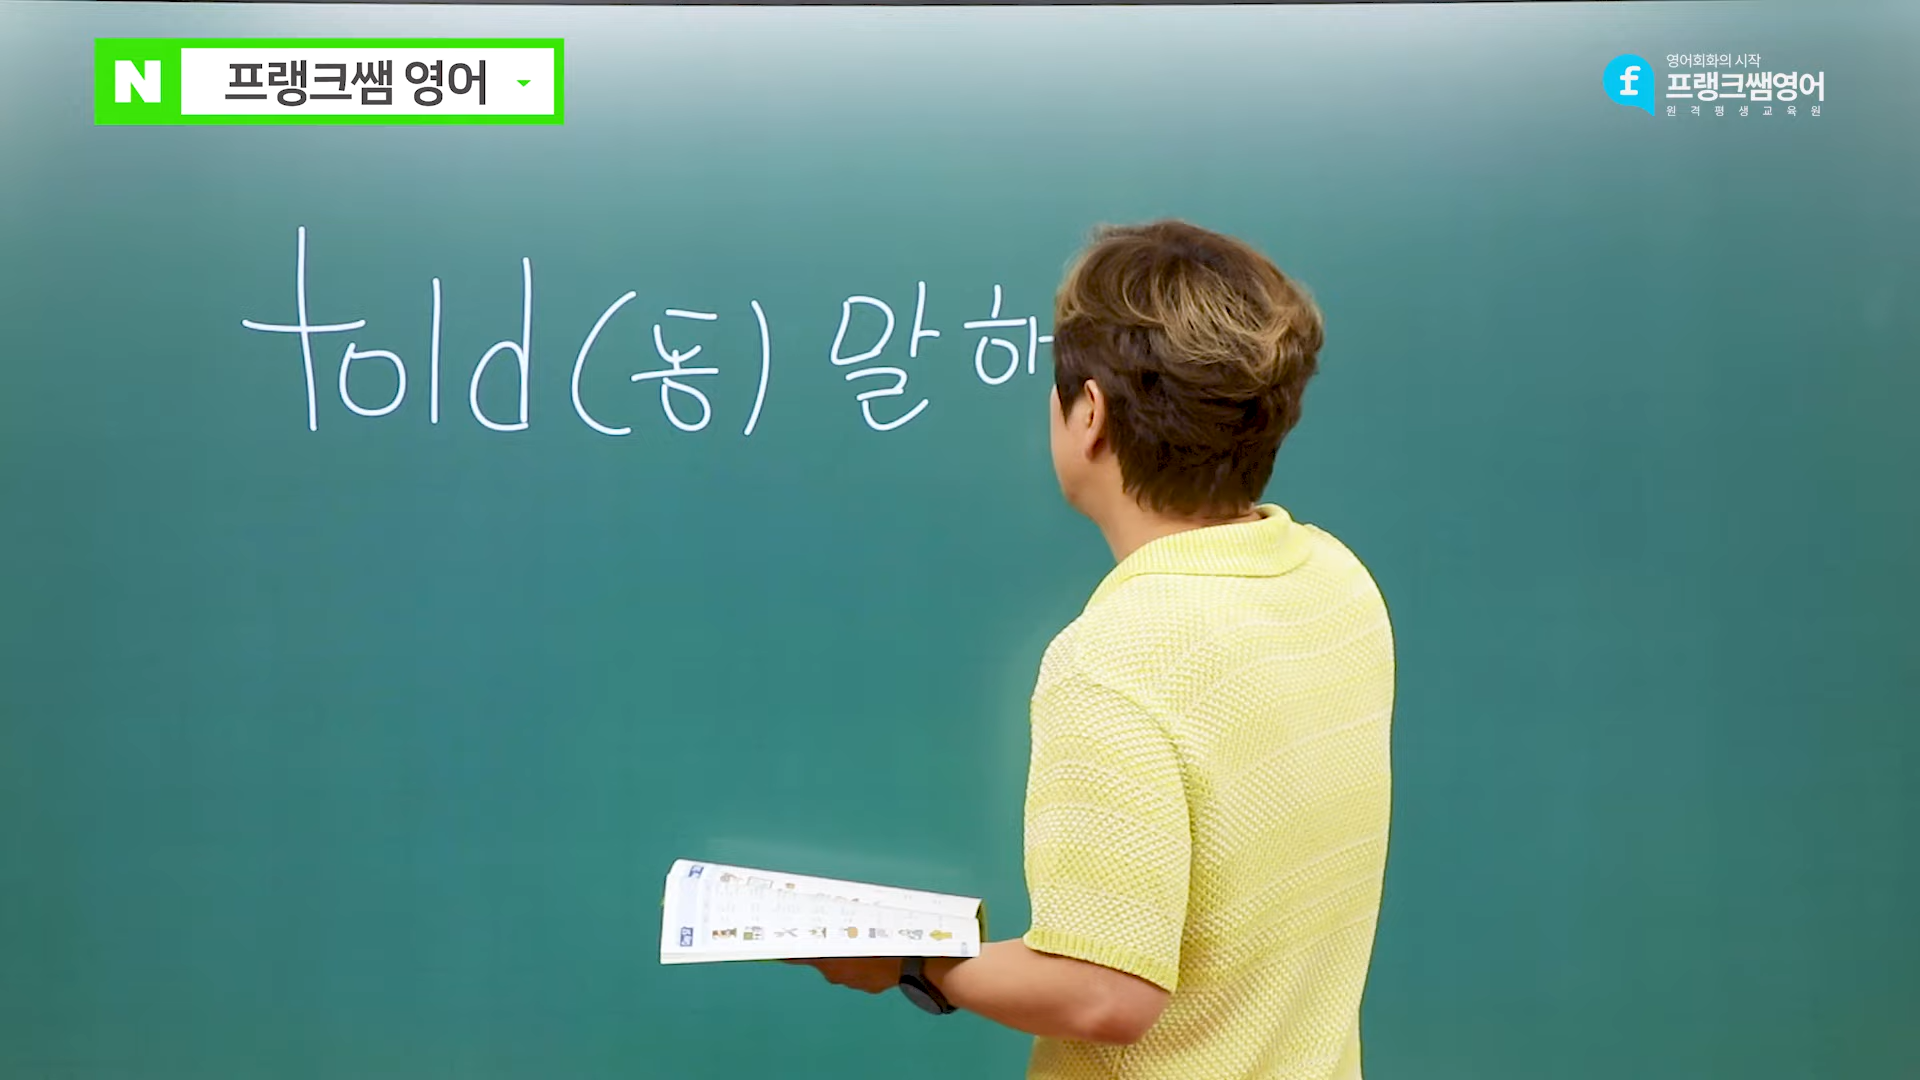 N 프랭크쌤 영어
영어회화의 시작
프랭크쌤영어
원격평생교육원
told (동) 말하